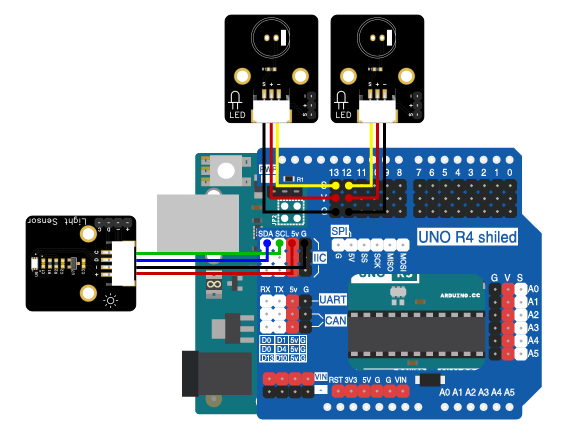 S + -
LED
S + -
LED
- + S
- + S
R1
JP2
13 12 11 10 9 8 7 6 5 4 3 2 1 0
Light Sensor
SDA SCL 5v G
IIC
SPI
G 5V SS SCK MISO MOSI
UNO R4 shiled
G V S
A0
A1
A2
A3
A4
A5
ARDUINO.CC
RX TX 5v G
UART
CAN
D0 D1 5v G
D0 D4 5v G
D13 D10 5v G
VIN
-
RST 3V3 5V G G VIN
A0 A1 A2 A3 A4 A5